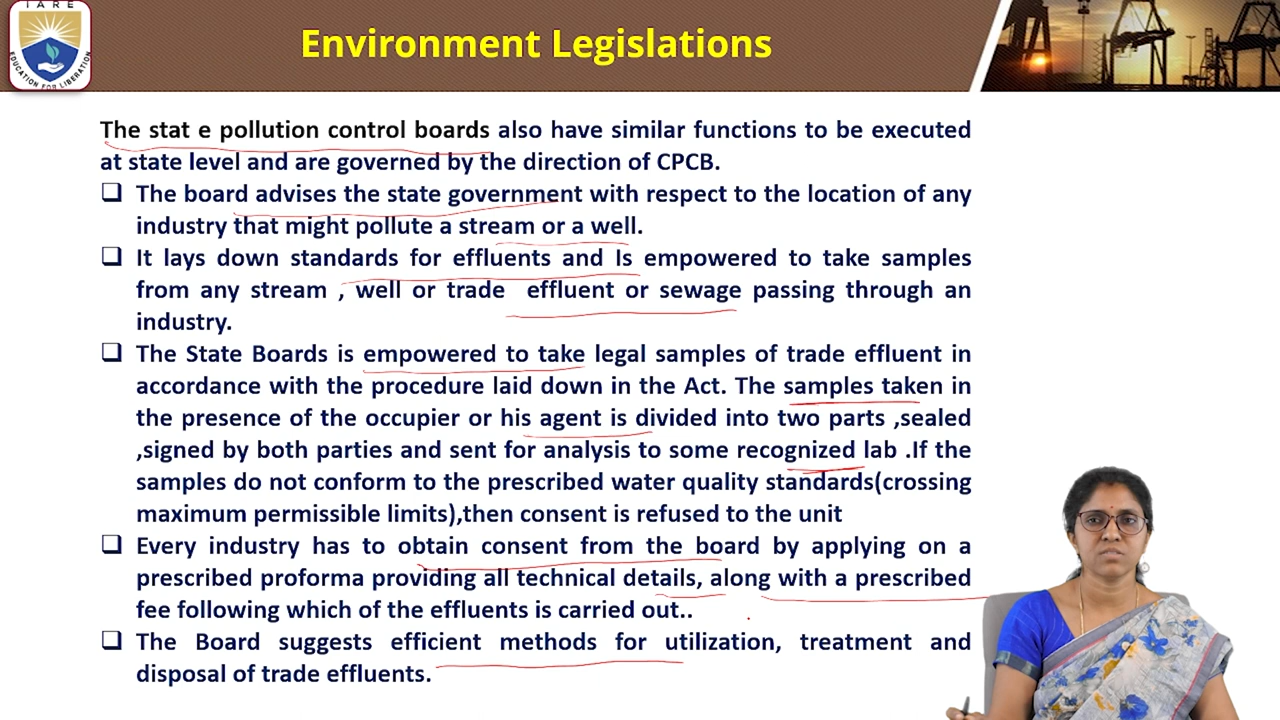 IARE
Environment Legislations
EDUCATION FOR LIBERATION
The stat e pollution control boards also have similar functions to be executed
at state level and are governed by the direction of CPCB.
❑ The board advises the state government with respect to the location of any
industry that might pollute a stream or a well.
❑ It lays down standards for effluents and Is empowered to take samples
from any stream , well or trade effluent or sewage passing through an
industry.
❑ The State Boards is empowered to take legal samples of trade effluent in
accordance with the procedure laid down in the Act. The samples taken in
the presence of the occupier or his agent is divided into two parts ,sealed
,signed by both parties and sent for analysis to some recognized lab .If the
samples do not conform to the prescribed water quality standards(crossing
maximum permissible limits),then consent is refused to the unit
❑ Every industry has to obtain consent from the board by applying on a
prescribed proforma providing all technical details, along with a prescribed
fee following which of the effluents is carried out..
❑ The Board suggests efficient methods for utilization, treatment and
disposal of trade effluents.